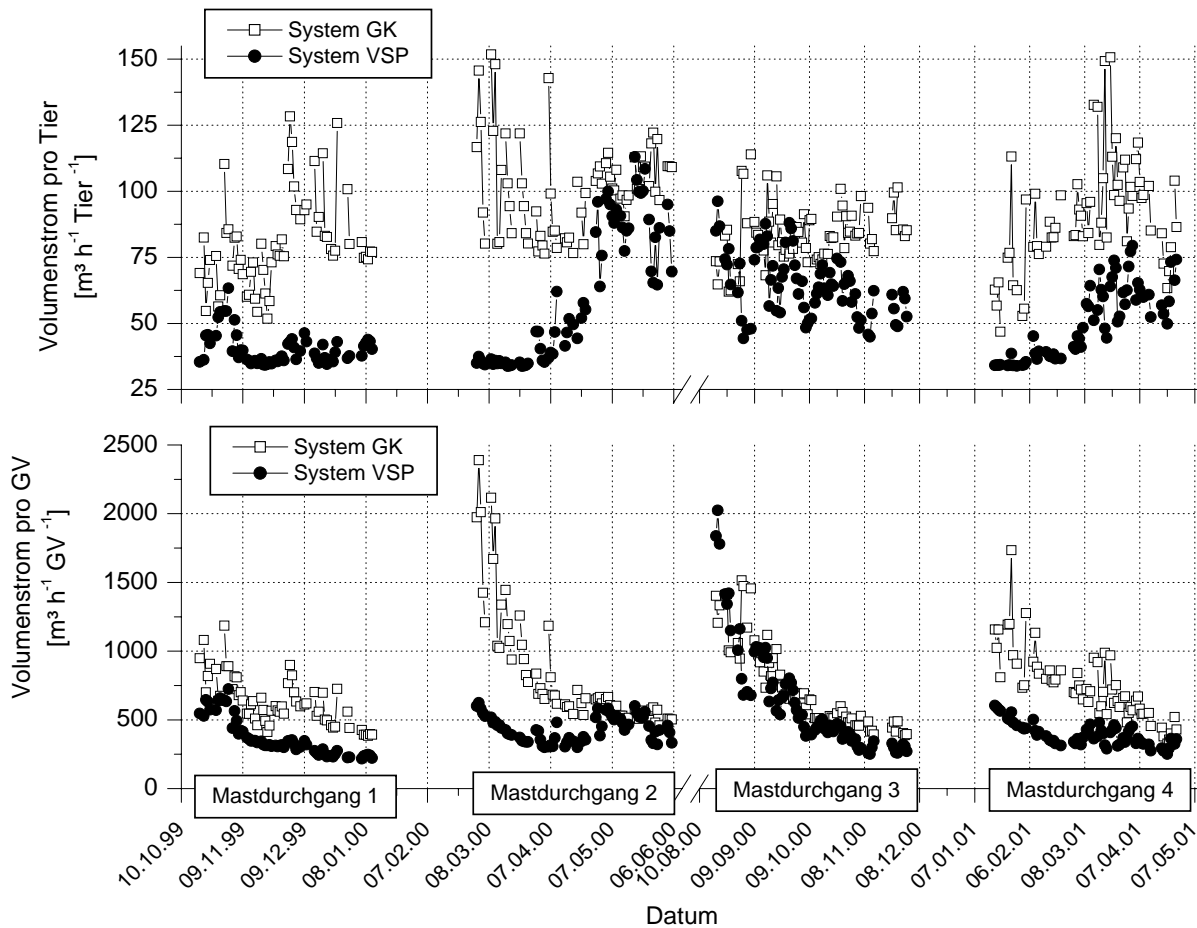 System GK
System VSP
Volumenstrom pro Tier
[m³ h⁻¹ Tier⁻¹]
150
125
100
75
50
25
System GK
System VSP
Volumenstrom pro GV
[m³ h⁻¹ GV ⁻¹]
2500
2000
1500
1000
500
0
Mastdurchgang 1
Mastdurchgang 2
Mastdurchgang 3
Mastdurchgang 4
10.10.99
09.11.99
09.12.99
08.01.00
07.02.00
08.03.00
07.04.00
07.05.00
06.06.00
10.08.00
09.09.00
09.10.00
08.11.00
08.12.00
07.01.01
06.02.01
08.03.01
07.04.01
07.05.01
Datum